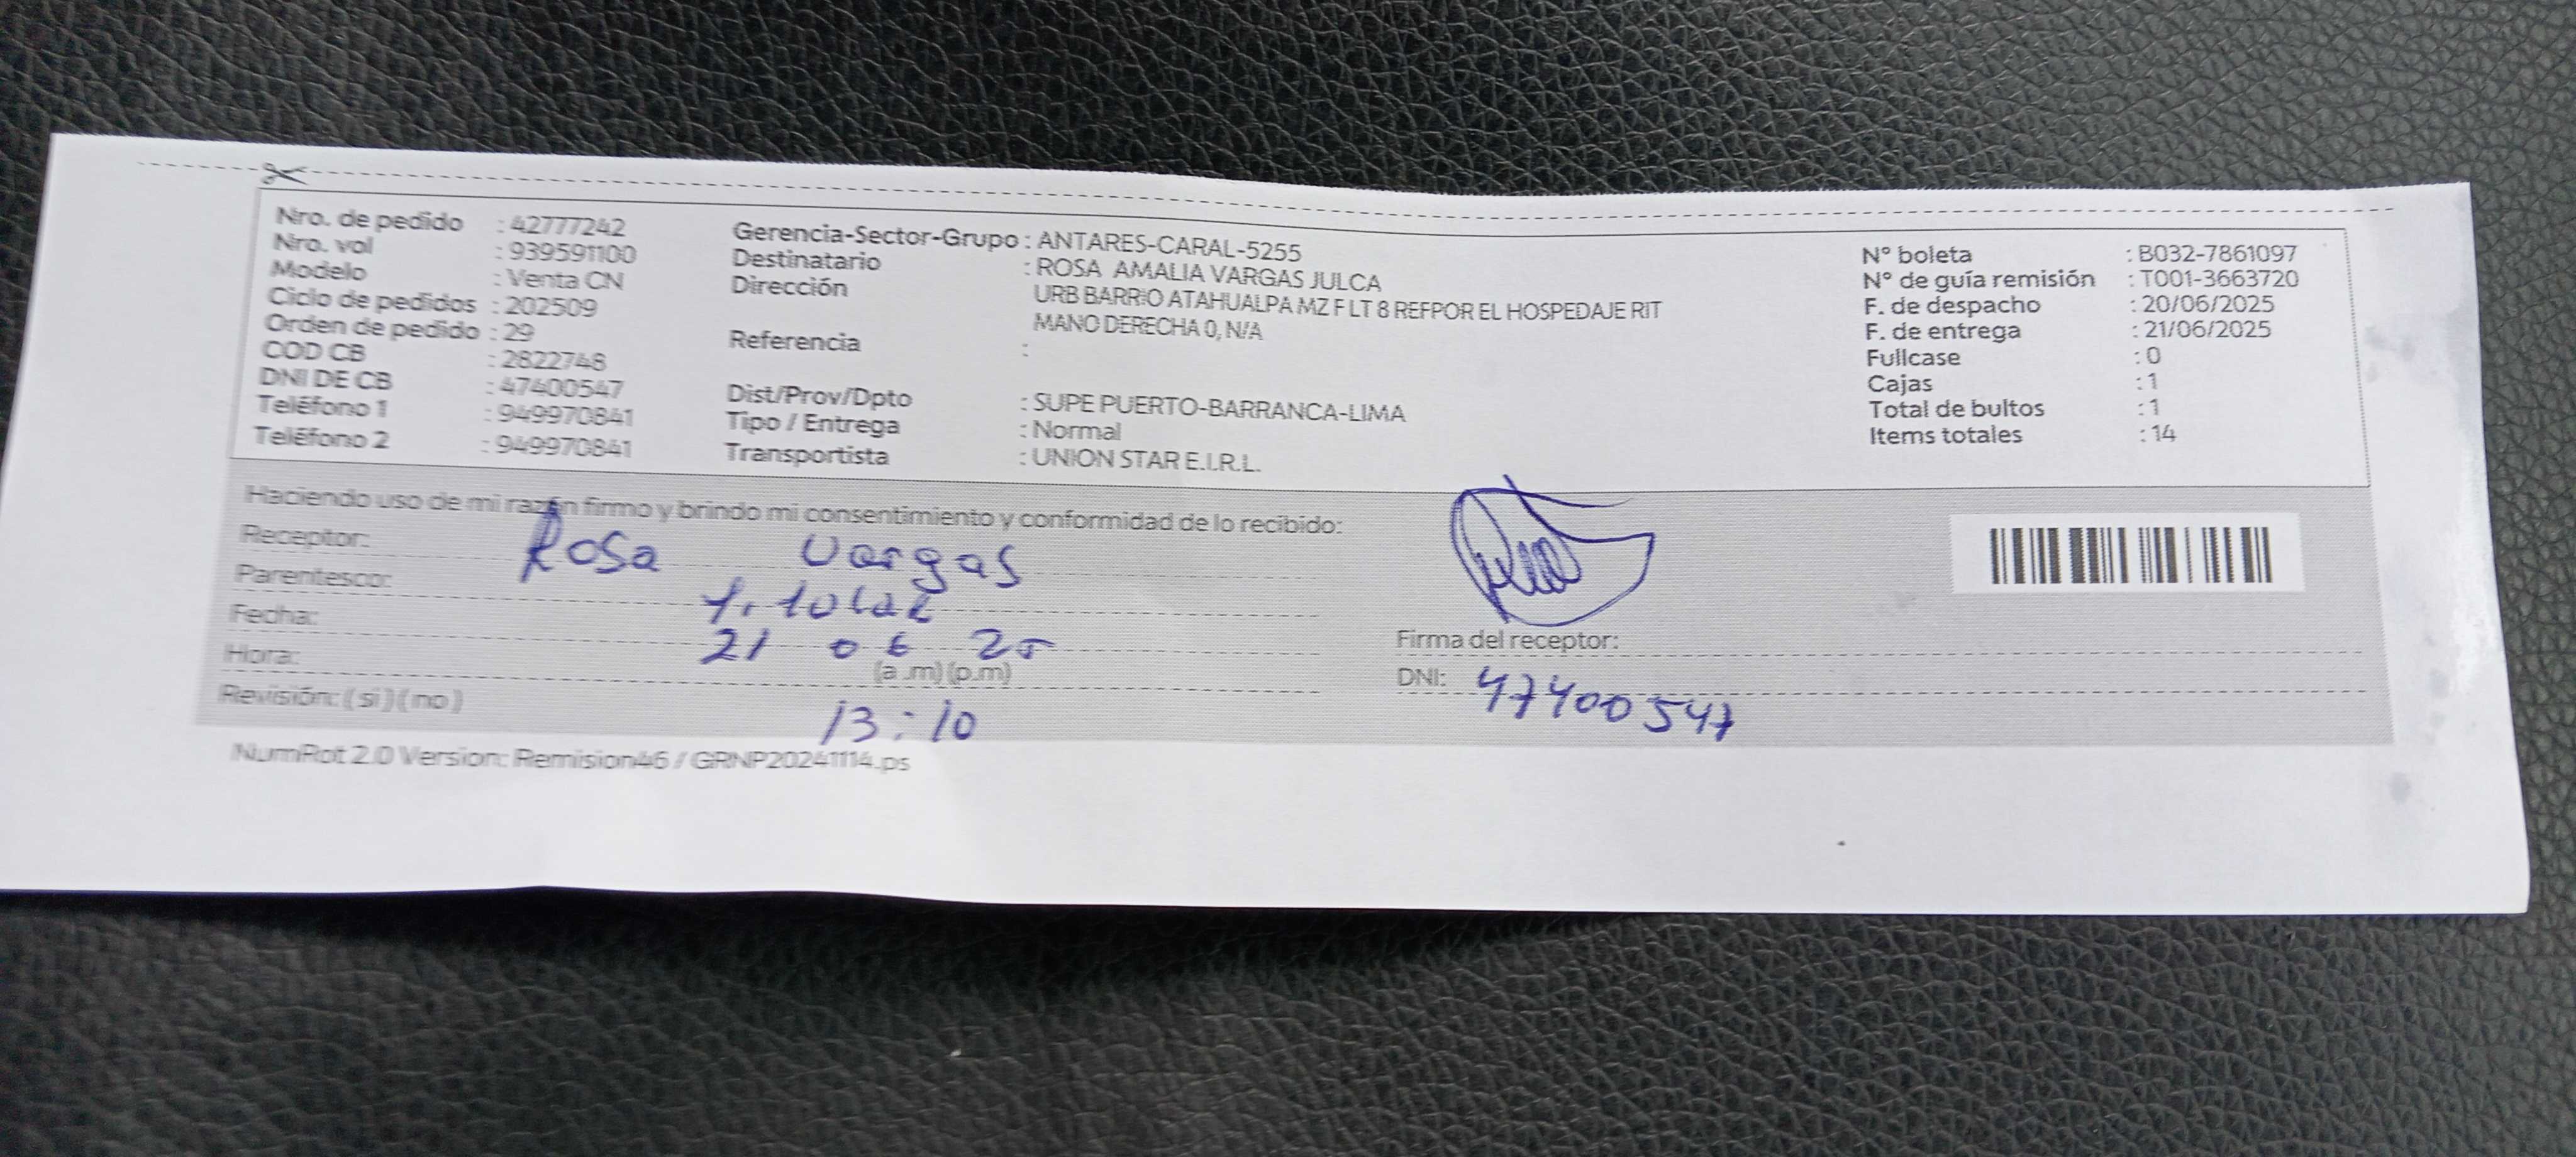 Nro. de pedido : 42777242
Nro. vol : 939591100
Modelo : Venta CN
Ciclo de pedidos : 202509
Orden de pedido : 29
COD CB : 2822748
DNI DE CB : 47400547
Teléfono 1 : 949970841
Teléfono 2 : 949970841
Gerencia-Sector-Grupo : ANTARES-CARAL-5255
Destinatario : ROSA AMALIA VARGAS JULCA
Dirección URB BARRIO ATAHUALPA MZ F LT 8 REFPOR EL HOSPEDAJE RIT
MANO DERECHA 0, N/A
Referencia :
Dist/Prov/Dpto : SUPE PUERTO-BARRANCA-LIMA
Tipo / Entrega : Normal
Transportista : UNION STAR E.I.R.L.
N° boleta : B032-7861097
N° de guía remisión : T001-3663720
F. de despacho : 20/06/2025
F. de entrega : 21/06/2025
Fullcase : 0
Cajas : 1
Total de bultos : 1
Items totales : 14
Haciendo uso de mi razón firmo y brindo mi consentimiento y conformidad de lo recibido:
Receptor: Rosa Vargas
Parentesco: Titular
Fecha: 21 06 25
Hora: (a.m) (p.m)
Revisión: ( si ) ( no ) 13:10
Firma del receptor:
DNI: 47400547
NumRot 2.0 Version: Remision46 / GRNP20241114.ps